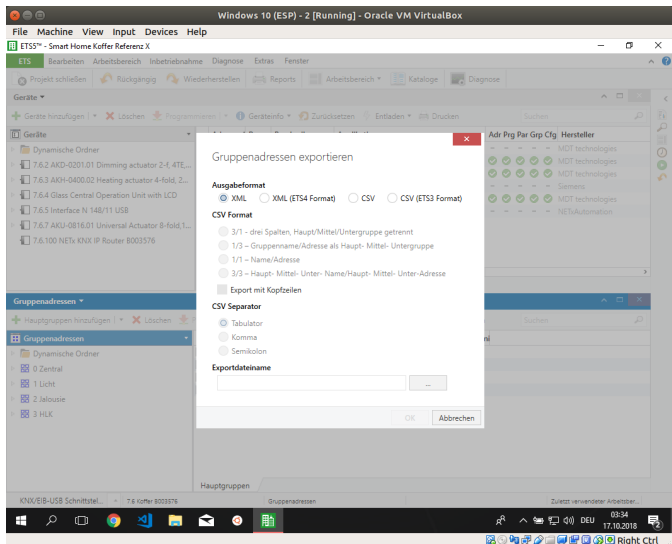 Windows 10 (ESP) - 2 [Running] - Oracle VM VirtualBox
File Machine View Input Devices Help
ETS5™ - Smart Home Koffer Referenz X
ETS Bearbeiten Arbeitsbereich Inbetriebnahme Diagnose Extras Fenster
Projekt schließen Rückgängig Wiederherstellen Reports Arbeitsbereich Kataloge Diagnose
Geräte
Geräte hinzufügen Löschen Programmieren Geräteinfo Zurücksetzen Entladen Drucken Suchen
Geräte
Adr Prg Par Grp Cfg Hersteller
Dynamische Ordner
7.6.2 AKD-0201.01 Dimming actuator 2-f, 4TE,...
7.6.3 AKH-0400.02 Heating actuator 4-fold, 2...
7.6.4 Glass Central Operation Unit with LCD
7.6.5 Interface N 148/11 USB
7.6.7 AKU-0816.01 Universal Actuator 8-fold,1...
7.6.100 NETx KNX IP Router B003576
MDT technologies
MDT technologies
MDT technologies
Siemens
MDT technologies
NETxAutomation
Gruppenadressen exportieren
Ausgabeformat
XML XML (ETS4 Format) CSV CSV (ETS3 Format)
CSV Format
3/1 - drei Spalten, Haupt/Mittel/Untergruppe getrennt
1/3 – Gruppenname/Adresse als Haupt- Mittel- Untergruppe
1/1 – Name/Adresse
3/3 – Haupt- Mittel- Unter- Name/Haupt- Mittel- Unter-Adresse
Export mit Kopfzeilen
CSV Separator
Tabulator
Komma
Semikolon
Exportdateiname
...
OK Abbrechen
Gruppenadressen
Hauptgruppen hinzufügen Löschen Suchen
Gruppenadressen
Dynamische Ordner
0 Zentral
1 Licht
2 Jalousie
3 HLK
Hauptgruppen
KNX/EIB-USB Schnittstel... 7.6 Koffer B003576 Gruppenadressen Zuletzt verwendeter Arbeitsber...
DEU 03:34
17.10.2018
Right Ctrl